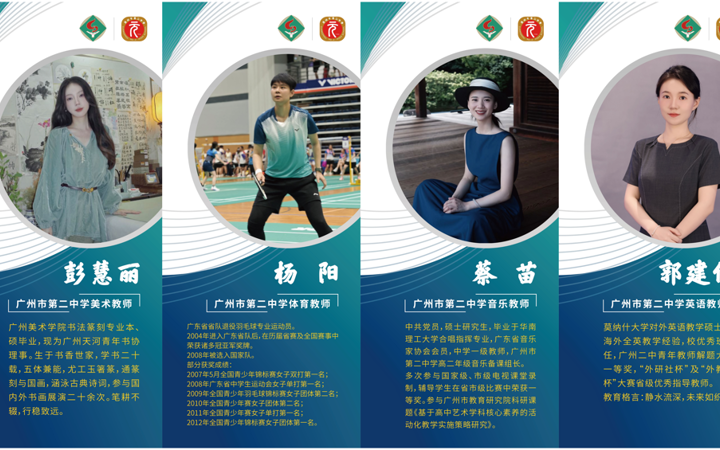 彭慧丽
广州市第二中学美术教师
广州美术学院书法篆刻专业本、
硕毕业，现为广州天河青年书协
理事。生于书香世家，学书二十
载，五体兼能，尤工玉箸篆，通篆
刻与国画，涵泳古典诗词，参与国
内外书画展演二十余次。笔耕不
辍，行稳致远。
杨 阳
广州市第二中学体育教师
广东省省队退役羽毛球专业运动员。
2004年进入广东省队后，在历届省赛及全国赛事中
荣获诸多冠亚军奖牌。
2008年被选入国家队。
部分获奖成绩：
2007年5月全国青少年锦标赛女子双打第一名；
2008年广东省中学生运动会女子单打第一名；
2009年全国青少年羽毛球锦标赛女子团体第二名；
2010年全国青少年赛女子团体第二名；
2011年全国青少年赛女子单打第一名；
2012年全国青少年锦标赛女子团体第一名。
蔡 苗
广州市第二中学音乐教师
中共党员，硕士研究生，毕业于华南
理工大学合唱指挥专业，广东省音乐
家协会会员，中学一级教师，广州市
第二中学高二年级音乐备课组长。
多次参与国家级、市级电视课堂录
制，辅导学生在省市级比赛中荣获一
等奖。参与广州市教育研究院科研课
题《基于高中艺术学科核心素养的活
动化教学实施策略研究》。
郭建
广州市第二中学英语教
莫纳什大学对外英语教学硕士
海外全英教学经验，校优秀班
任，广州二中青年教师解题大
一等奖，“外研社杯”及“外教
杯”大赛省级优秀指导教师。
教育格言：静水流深，未来如织